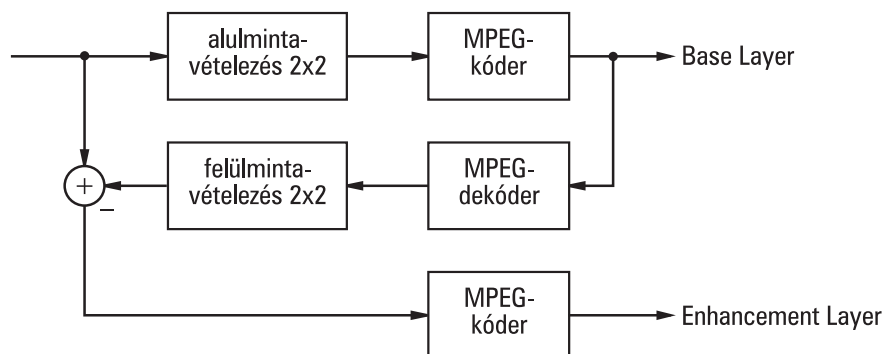 alulminta-
vételezés 2x2
MPEG-
kóder
Base Layer
felülminta-
vételezés 2x2
MPEG-
dekóder
+
–
MPEG-
kóder
Enhancement Layer